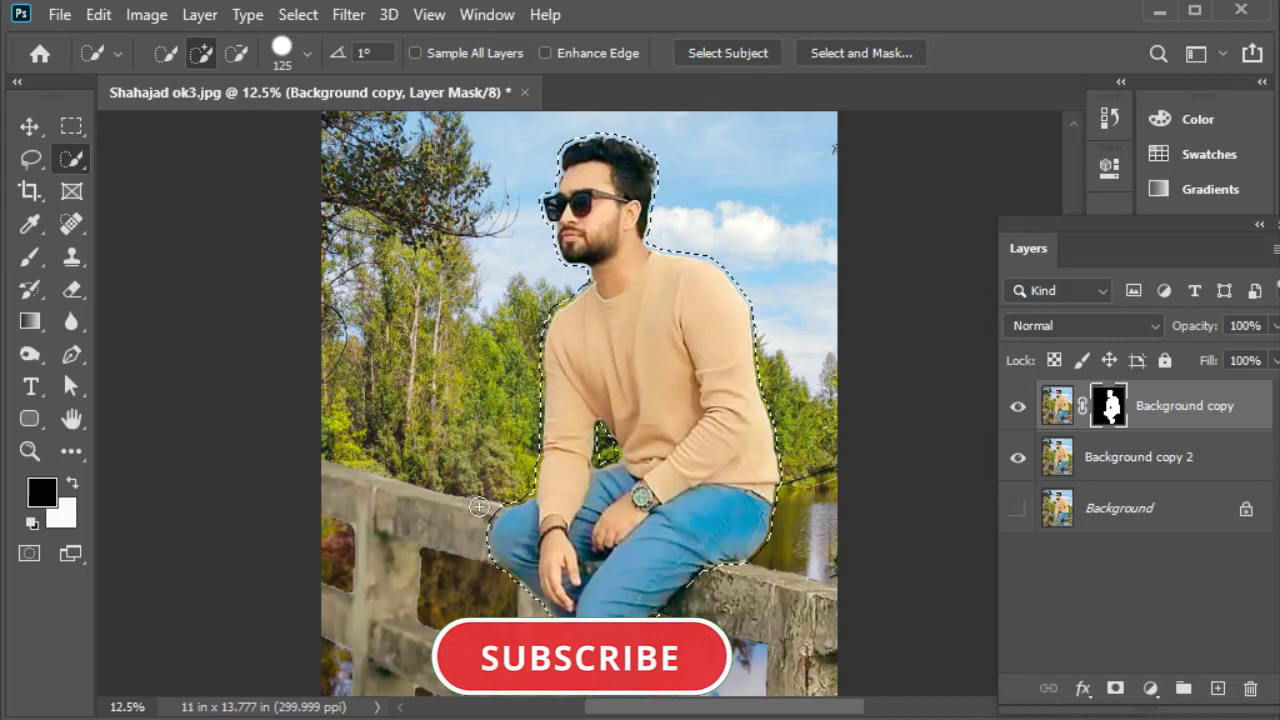 Ps File Edit Image Layer Type Select Filter 3D View Window Help
125 1° Sample All Layers Enhance Edge Select Subject Select and Mask...
Shahajad ok3.jpg @ 12.5% (Background copy, Layer Mask/8) * ×
Color
Swatches
Gradients
Layers
Kind
Normal Opacity: 100%
Lock: Fill: 100%
Background copy
Background copy 2
Background
SUBSCRIBE
12.5% 11 in x 13.777 in (299.999 ppi)